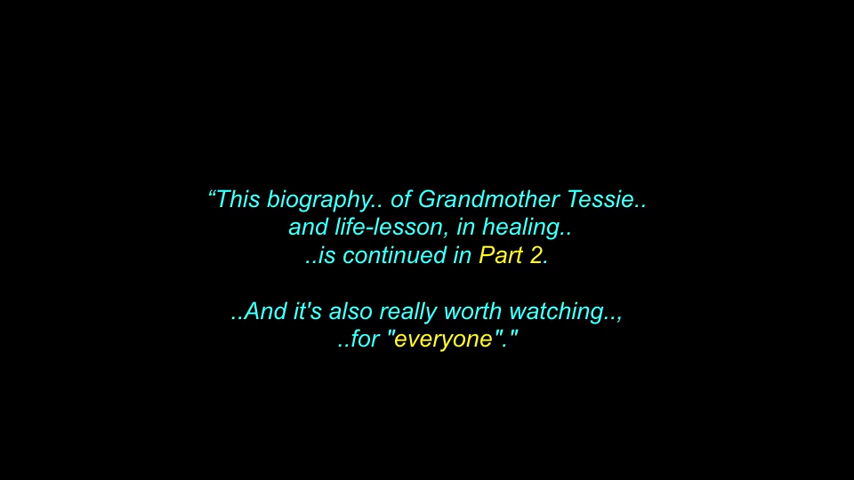 “This biography.. of Grandmother Tessie..
and life-lesson, in healing..
..is continued in Part 2.
..And it's also really worth watching..,
..for "everyone"."